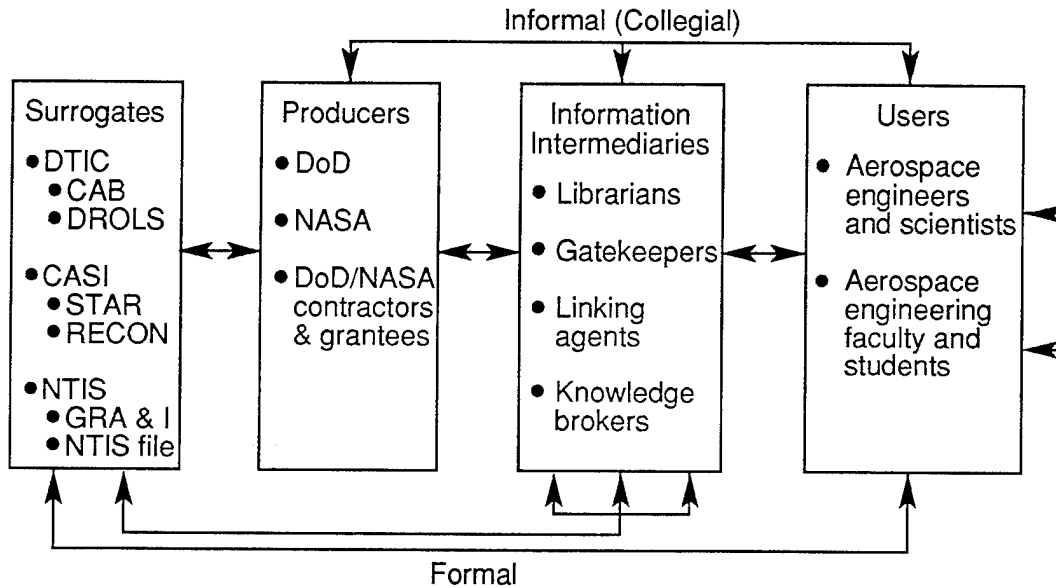 Informal (Collegial)
Surrogates
● DTIC
● CAB
● DROLS
● CASI
● STAR
● RECON
● NTIS
● GRA & I
● NTIS file
Producers
● DoD
● NASA
● DoD/NASA
contractors
& grantees
Information
Intermediaries
● Librarians
● Gatekeepers
● Linking
agents
● Knowledge
brokers
Users
● Aerospace
engineers
and scientists
● Aerospace
engineering
faculty and
students
Formal